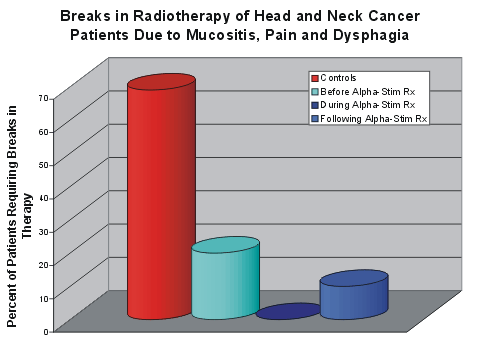 Breaks in Radiotherapy of Head and Neck Cancer
Patients Due to Mucositis, Pain and Dysphagia
Percent of Patients Requiring Breaks in
Therapy
70
60
50
40
30
20
10
0
Controls
Before Alpha-Stim Rx
During Alpha-Stim Rx
Following Alpha-Stim Rx